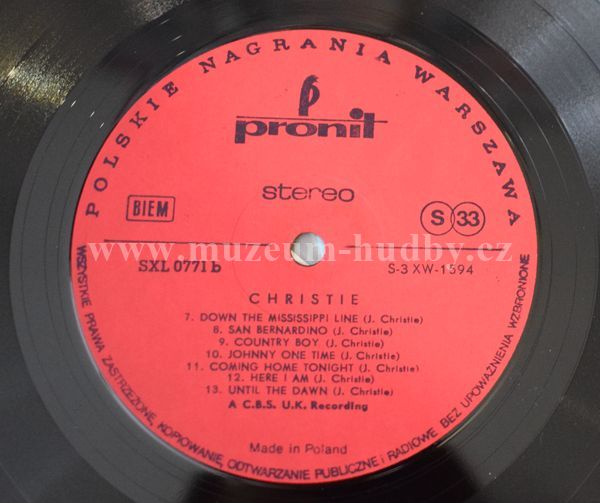 POLSKIE NAGRANIA WARSZAWA
pronit
stereo
BIEM
S 33
www.muzeum-hudby.cz
SXL 0771 b
S-3 XW-1594
CHRISTIE
7. DOWN THE MISSISSIPPI LINE (J. Christie)
8. SAN BERNARDINO (J. Christie)
9. COUNTRY BOY (J. Christie)
10. JOHNNY ONE TIME (J. Christie)
11. COMING HOME TONIGHT (J. Christie)
12. HERE I AM (J. Christie)
13. UNTIL THE DAWN (J. Christie)
A C.B.S. U.K. Recording
Made in Poland
WSZYSTKIE PRAWA ZASTRZEŻONE, KOPIOWANIE, ODTWARZANIE PUBLICZNE i RADIOWE BEZ UPOWAŻNIENIA WZBRONIONE